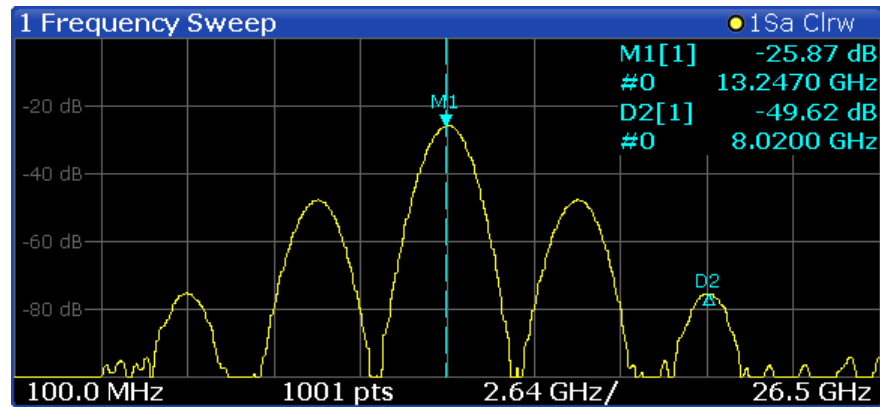 1 Frequency Sweep
1Sa Clrw
M1[1] -25.87 dB
#0 13.2470 GHz
D2[1] -49.62 dB
#0 8.0200 GHz
M1
-20 dB
-40 dB
-60 dB
D2
-80 dB
100.0 MHz 1001 pts 2.64 GHz/ 26.5 GHz